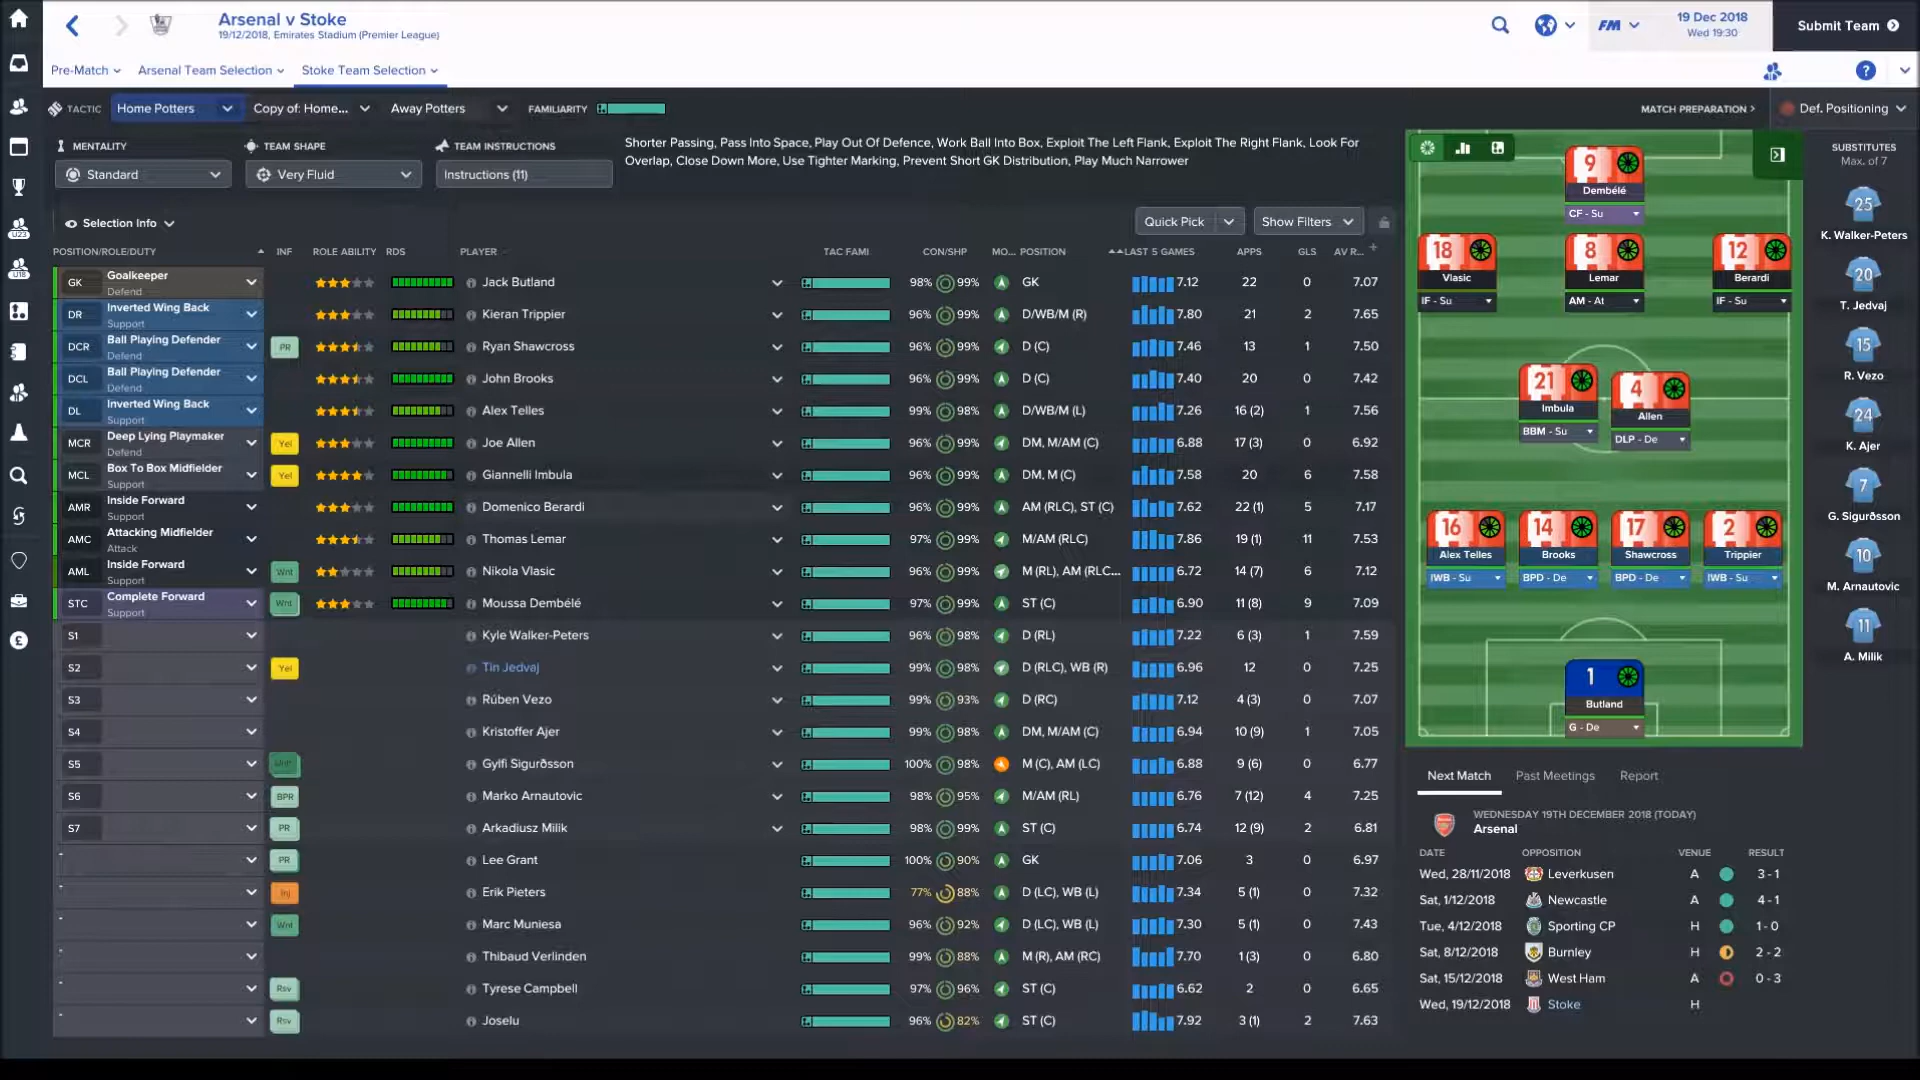 Arsenal v Stoke
19/12/2018, Emirates Stadium (Premier League)
FM
19 Dec 2018
Wed 19:30
Submit Team
Pre-Match
Arsenal Team Selection
Stoke Team Selection
?
TACTIC
Home Potters
Copy of: Home...
Away Potters
FAMILIARITY
MATCH PREPARATION >
Def. Positioning
MENTALITY
TEAM SHAPE
TEAM INSTRUCTIONS
Standard
Very Fluid
Instructions (11)
Shorter Passing, Pass Into Space, Play Out Of Defence, Work Ball Into Box, Exploit The Left Flank, Exploit The Right Flank, Look For
Overlap, Close Down More, Use Tighter Marking, Prevent Short GK Distribution, Play Much Narrower
Selection Info
Quick Pick
Show Filters
POSITION/ROLE/DUTY INF ROLE ABILITY RDS PLAYER TAC FAMI CON/SHP MO... POSITION LAST 5 GAMES APPS GLS AV R...
GK Goalkeeper Defend Jack Butland 98% 99% GK 7.12 22 0 7.07
DR Inverted Wing Back Support Kieran Trippier 96% 99% D/WB/M (R) 7.80 21 2 7.65
DCR Ball Playing Defender Defend PR Ryan Shawcross 96% 99% D (C) 7.46 13 1 7.50
DCL Ball Playing Defender Defend John Brooks 96% 99% D (C) 7.40 20 0 7.42
DL Inverted Wing Back Support Alex Telles 99% 98% D/WB/M (L) 7.26 16 (2) 1 7.56
MCR Deep Lying Playmaker Defend Yel Joe Allen 96% 99% DM, M/AM (C) 6.88 17 (3) 0 6.92
MCL Box To Box Midfielder Support Yel Giannelli Imbula 96% 99% DM, M (C) 7.58 20 6 7.58
AMR Inside Forward Support Domenico Berardi 96% 99% AM (RLC), ST (C) 7.62 22 (1) 5 7.17
AMC Attacking Midfielder Attack Thomas Lemar 97% 99% M/AM (RLC) 7.86 19 (1) 11 7.53
AML Inside Forward Support Wnt Nikola Vlasic 96% 99% M (RL), AM (RLC... 6.72 14 (7) 6 7.12
STC Complete Forward Support Wnt Moussa Dembélé 97% 99% ST (C) 6.90 11 (8) 9 7.09
S1 Kyle Walker-Peters 96% 98% D (RL) 7.22 6 (3) 1 7.59
S2 Yel Tin Jedvaj 99% 98% D (RLC), WB (R) 6.96 12 0 7.25
S3 Rúben Vezo 99% 93% D (RC) 7.12 4 (3) 0 7.07
S4 Kristoffer Ajer 99% 98% DM, M/AM (C) 6.94 10 (9) 1 7.05
S5 Gylfi Sigurðsson 100% 98% M (C), AM (LC) 6.88 9 (6) 0 6.77
S6 BPR Marko Arnautovic 98% 95% M/AM (RL) 6.76 7 (12) 4 7.25
S7 PR Arkadiusz Milik 98% 99% ST (C) 6.74 12 (9) 2 6.81
- PR Lee Grant 100% 90% GK 7.06 3 0 6.97
- Inj Erik Pieters 77% 88% D (LC), WB (L) 7.34 5 (1) 0 7.32
- Wnt Marc Muniesa 96% 92% D (LC), WB (L) 7.30 5 (1) 0 7.43
- Thibaud Verlinden 99% 88% M (R), AM (RC) 7.70 1 (3) 0 6.80
- Rsv Tyrese Campbell 97% 96% ST (C) 6.62 2 0 6.65
- Rsv Joselu 96% 82% ST (C) 7.92 3 (1) 2 7.63
9
Dembélé
CF - Su
18 8 12
Vlasic Lemar Berardi
IF - Su AM - At IF - Su
21 4
Imbula Allen
BBM - Su DLP - De
16 14 17 2
Alex Telles Brooks Shawcross Trippier
IWB - Su BPD - De BPD - De IWB - Su
1
Butland
G - De
SUBSTITUTES
Max. of 7
25
K. Walker-Peters
20
T. Jedvaj
15
R. Vezo
24
K. Ajer
7
G. Sigurðsson
10
M. Arnautovic
11
A. Milik
Next Match Past Meetings Report
WEDNESDAY 19TH DECEMBER 2018 (TODAY)
Arsenal
DATE OPPOSITION VENUE RESULT
Wed, 28/11/2018 Leverkusen A 3 - 1
Sat, 1/12/2018 Newcastle A 4 - 1
Tue, 4/12/2018 Sporting CP H 1 - 0
Sat, 8/12/2018 Burnley H 2 - 2
Sat, 15/12/2018 West Ham A 0 - 3
Wed, 19/12/2018 Stoke H